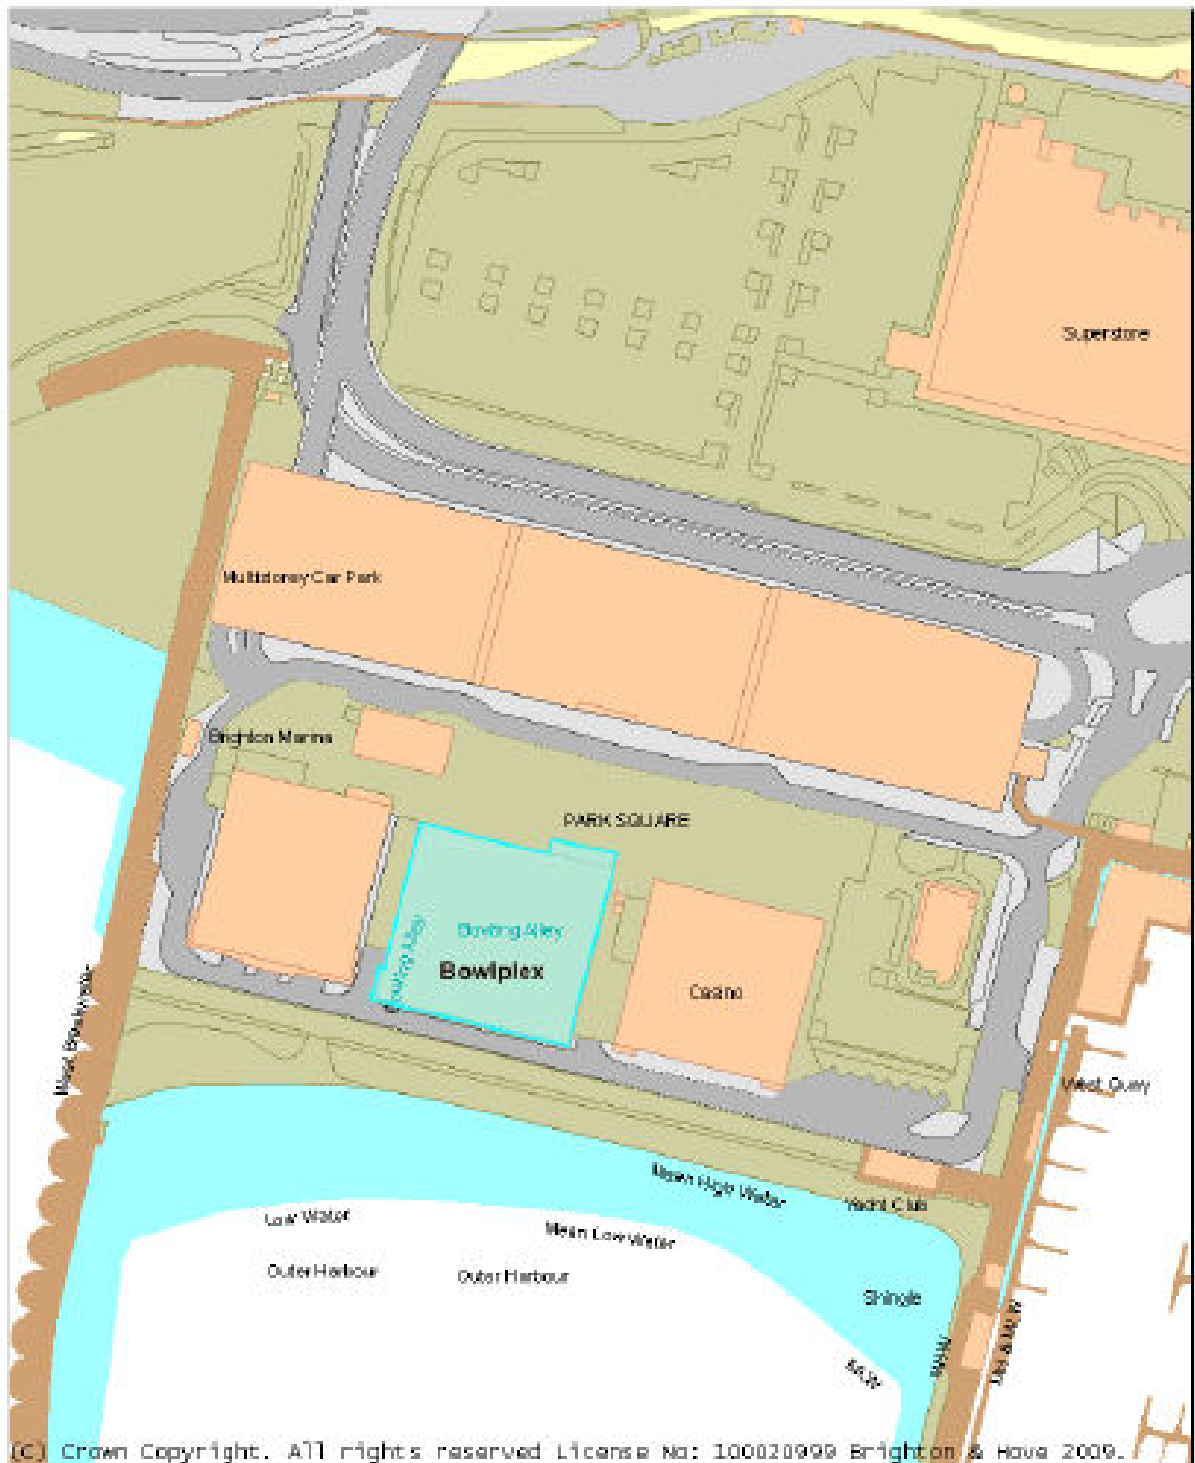 Superstore
Multistorey Car Park
Brighton Marina
PARK SQUARE
Bowling Alley
Bowling Alley
Bowlplex
Casino
West Breakwater
West Quay
Mean High Water
Yacht Club
Low Water
Mean Low Water
Outer Harbour
Outer Harbour
Shingle
MHW
MLW
(C) Crown Copyright. All rights reserved License No: 100020999 Brighton & Hove 2009.